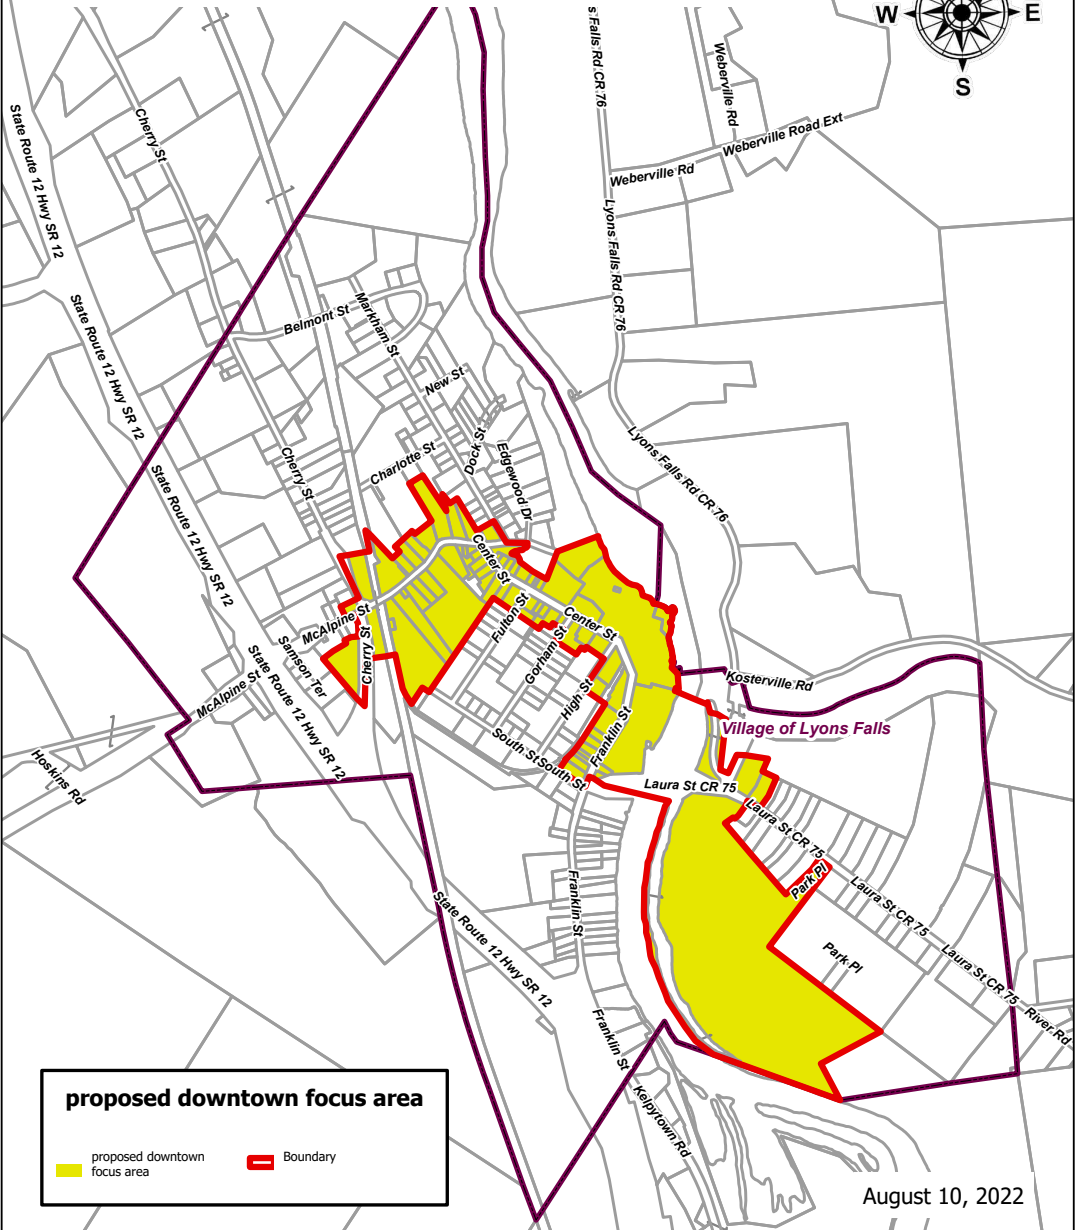 W
E
S
s Falls Rd CR 76
Weberville Rd
Weberville Road Ext
Weberville Rd
Cherry St
State Route 12 Hwy SR 12
Lyons Falls Rd CR 76
Belmont St
Markham St
State Route 12 Hwy SR 12
New St
Dock St
Edgewood Dr
Charlotte St
Cherry St
Lyons Falls Rd CR 76
State Route 12 Hwy SR 12
Center St
Fulton St
Center St
McAlpine St
Cherry St
Gorham St
High St
Samson Ter
State Route 12 Hwy SR 12
McAlpine St
Kosterville Rd
Village of Lyons Falls
Franklin St
South St
South St
Hoskins Rd
Laura St CR 75
Laura St CR 75
Park Pl
Laura St CR 75
Franklin St
State Route 12 Hwy SR 12
Park Pl
Laura St CR 75
River Rd
Franklin St
Kelpytown Rd
proposed downtown focus area
proposed downtown
focus area
Boundary
August 10, 2022